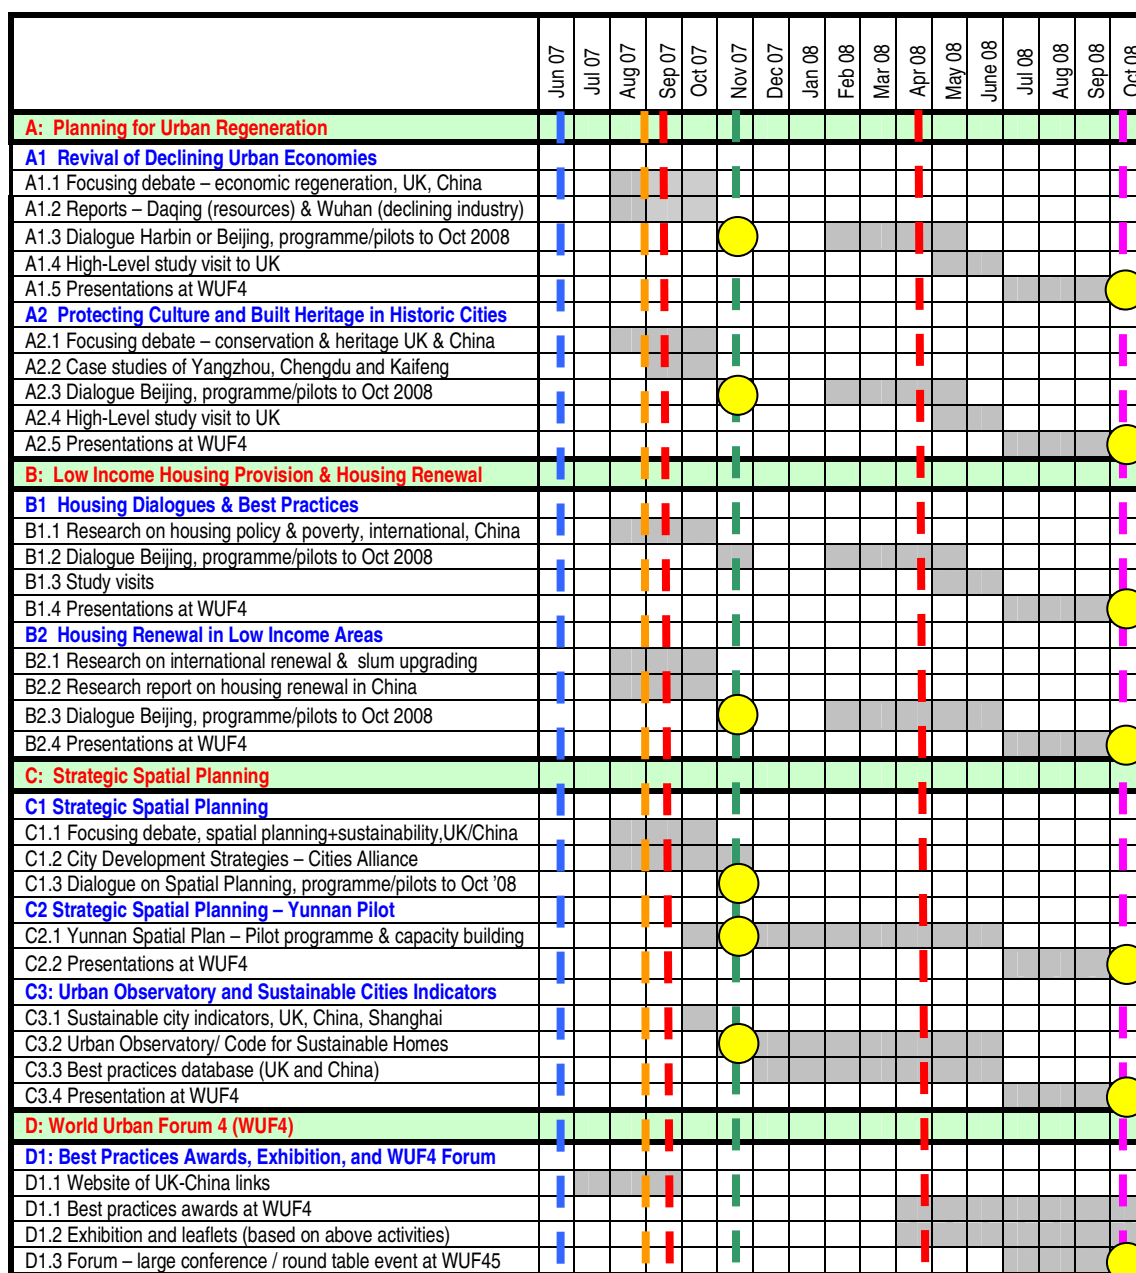 Jun 07
Jul 07
Aug 07
Sep 07
Oct 07
Nov 07
Dec 07
Jan 08
Feb 08
Mar 08
Apr 08
May 08
June 08
Jul 08
Aug 08
Sep 08
Oct 08
A: Planning for Urban Regeneration
A1 Revival of Declining Urban Economies
A1.1 Focusing debate – economic regeneration, UK, China
A1.2 Reports – Daqing (resources) & Wuhan (declining industry)
A1.3 Dialogue Harbin or Beijing, programme/pilots to Oct 2008
A1.4 High-Level study visit to UK
A1.5 Presentations at WUF4
A2 Protecting Culture and Built Heritage in Historic Cities
A2.1 Focusing debate – conservation & heritage UK & China
A2.2 Case studies of Yangzhou, Chengdu and Kaifeng
A2.3 Dialogue Beijing, programme/pilots to Oct 2008
A2.4 High-Level study visit to UK
A2.5 Presentations at WUF4
B: Low Income Housing Provision & Housing Renewal
B1 Housing Dialogues & Best Practices
B1.1 Research on housing policy & poverty, international, China
B1.2 Dialogue Beijing, programme/pilots to Oct 2008
B1.3 Study visits
B1.4 Presentations at WUF4
B2 Housing Renewal in Low Income Areas
B2.1 Research on international renewal & slum upgrading
B2.2 Research report on housing renewal in China
B2.3 Dialogue Beijing, programme/pilots to Oct 2008
B2.4 Presentations at WUF4
C: Strategic Spatial Planning
C1 Strategic Spatial Planning
C1.1 Focusing debate, spatial planning+sustainability,UK/China
C1.2 City Development Strategies – Cities Alliance
C1.3 Dialogue on Spatial Planning, programme/pilots to Oct '08
C2 Strategic Spatial Planning – Yunnan Pilot
C2.1 Yunnan Spatial Plan – Pilot programme & capacity building
C2.2 Presentations at WUF4
C3: Urban Observatory and Sustainable Cities Indicators
C3.1 Sustainable city indicators, UK, China, Shanghai
C3.2 Urban Observatory/ Code for Sustainable Homes
C3.3 Best practices database (UK and China)
C3.4 Presentation at WUF4
D: World Urban Forum 4 (WUF4)
D1: Best Practices Awards, Exhibition, and WUF4 Forum
D1.1 Website of UK-China links
D1.1 Best practices awards at WUF4
D1.2 Exhibition and leaflets (based on above activities)
D1.3 Forum – large conference / round table event at WUF45